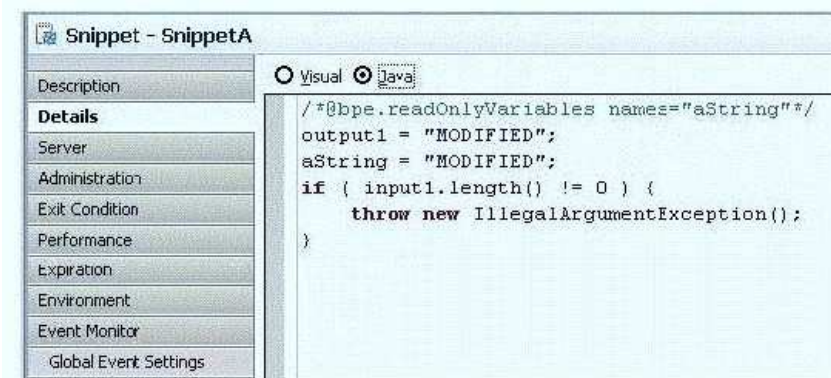 Snippet - SnippetA
Description
Details
Server
Administration
Exit Condition
Performance
Expiration
Environment
Event Monitor
Global Event Settings
Visual Java
/*@bpe.readOnlyVariables names="aString"*/
output1 = "MODIFIED";
aString = "MODIFIED";
if ( input1.length() != 0 ) {
throw new IllegalArgumentException();
}